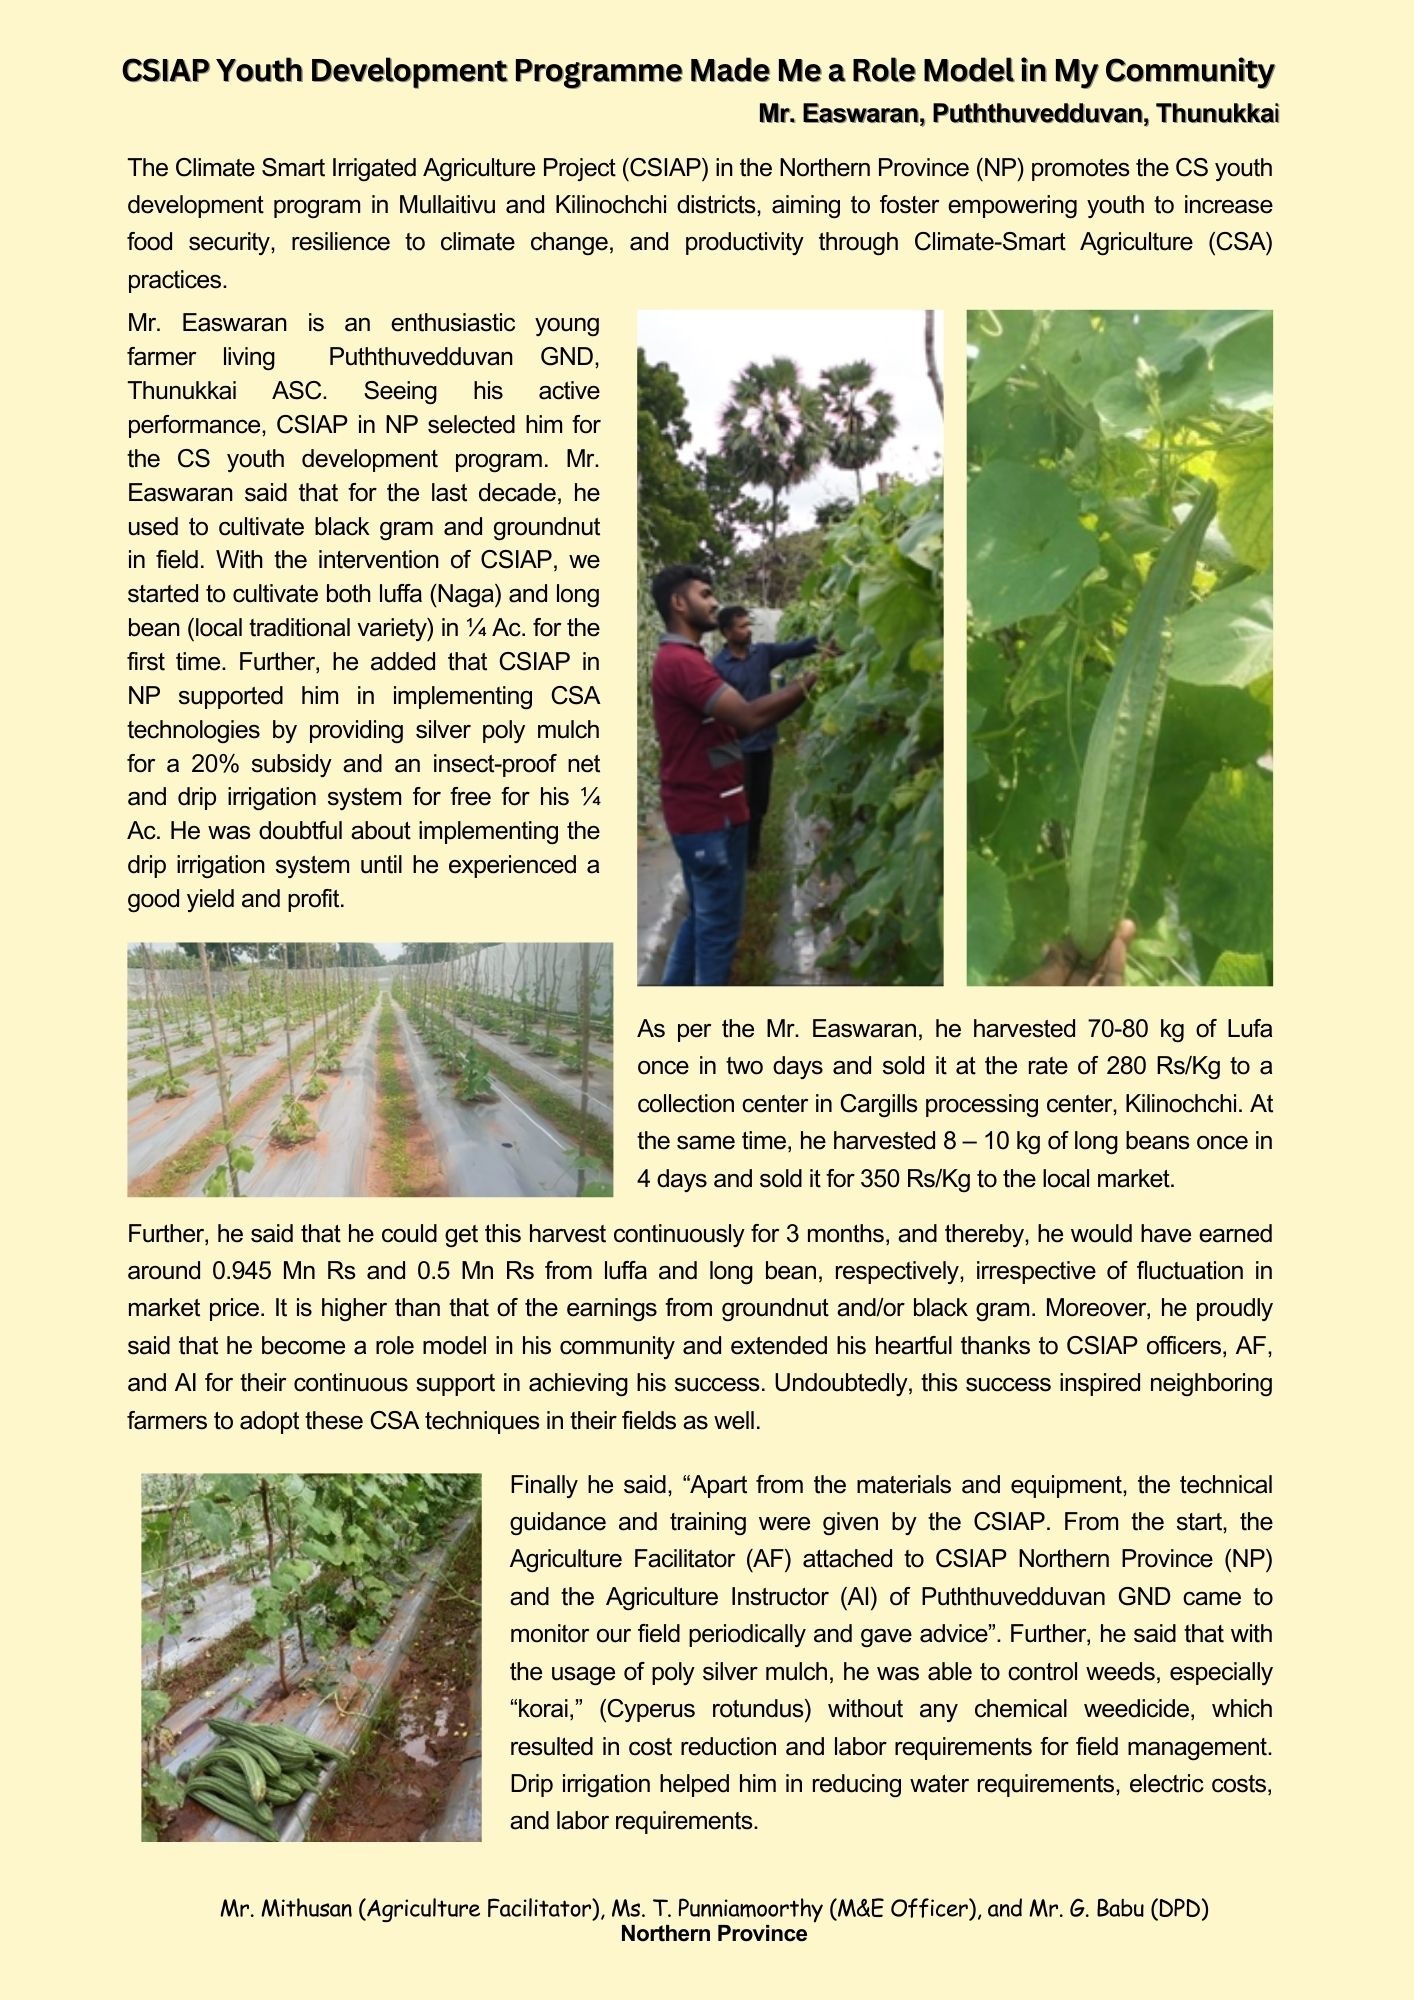 CSIAP Youth Development Programme Made Me a Role Model in My Community
Mr. Easwaran, Puththuvedduvan, Thunukkai
The Climate Smart Irrigated Agriculture Project (CSIAP) in the Northern Province (NP) promotes the CS youth
development program in Mullaitivu and Kilinochchi districts, aiming to foster empowering youth to increase
food security, resilience to climate change, and productivity through Climate-Smart Agriculture (CSA)
practices.
Mr. Easwaran is an enthusiastic young
farmer living Puththuvedduvan GND,
Thunukkai ASC. Seeing his active
performance, CSIAP in NP selected him for
the CS youth development program. Mr.
Easwaran said that for the last decade, he
used to cultivate black gram and groundnut
in field. With the intervention of CSIAP, we
started to cultivate both luffa (Naga) and long
bean (local traditional variety) in ¼ Ac. for the
first time. Further, he added that CSIAP in
NP supported him in implementing CSA
technologies by providing silver poly mulch
for a 20% subsidy and an insect-proof net
and drip irrigation system for free for his ¼
Ac. He was doubtful about implementing the
drip irrigation system until he experienced a
good yield and profit.
As per the Mr. Easwaran, he harvested 70-80 kg of Lufa
once in two days and sold it at the rate of 280 Rs/Kg to a
collection center in Cargills processing center, Kilinochchi. At
the same time, he harvested 8 – 10 kg of long beans once in
4 days and sold it for 350 Rs/Kg to the local market.
Further, he said that he could get this harvest continuously for 3 months, and thereby, he would have earned
around 0.945 Mn Rs and 0.5 Mn Rs from luffa and long bean, respectively, irrespective of fluctuation in
market price. It is higher than that of the earnings from groundnut and/or black gram. Moreover, he proudly
said that he become a role model in his community and extended his heartful thanks to CSIAP officers, AF,
and AI for their continuous support in achieving his success. Undoubtedly, this success inspired neighboring
farmers to adopt these CSA techniques in their fields as well.
Finally he said, “Apart from the materials and equipment, the technical
guidance and training were given by the CSIAP. From the start, the
Agriculture Facilitator (AF) attached to CSIAP Northern Province (NP)
and the Agriculture Instructor (AI) of Puththuvedduvan GND came to
monitor our field periodically and gave advice”. Further, he said that with
the usage of poly silver mulch, he was able to control weeds, especially
“korai,” (Cyperus rotundus) without any chemical weedicide, which
resulted in cost reduction and labor requirements for field management.
Drip irrigation helped him in reducing water requirements, electric costs,
and labor requirements.
Mr. Mithusan (Agriculture Facilitator), Ms. T. Punniamoorthy (M&E Officer), and Mr. G. Babu (DPD)
Northern Province